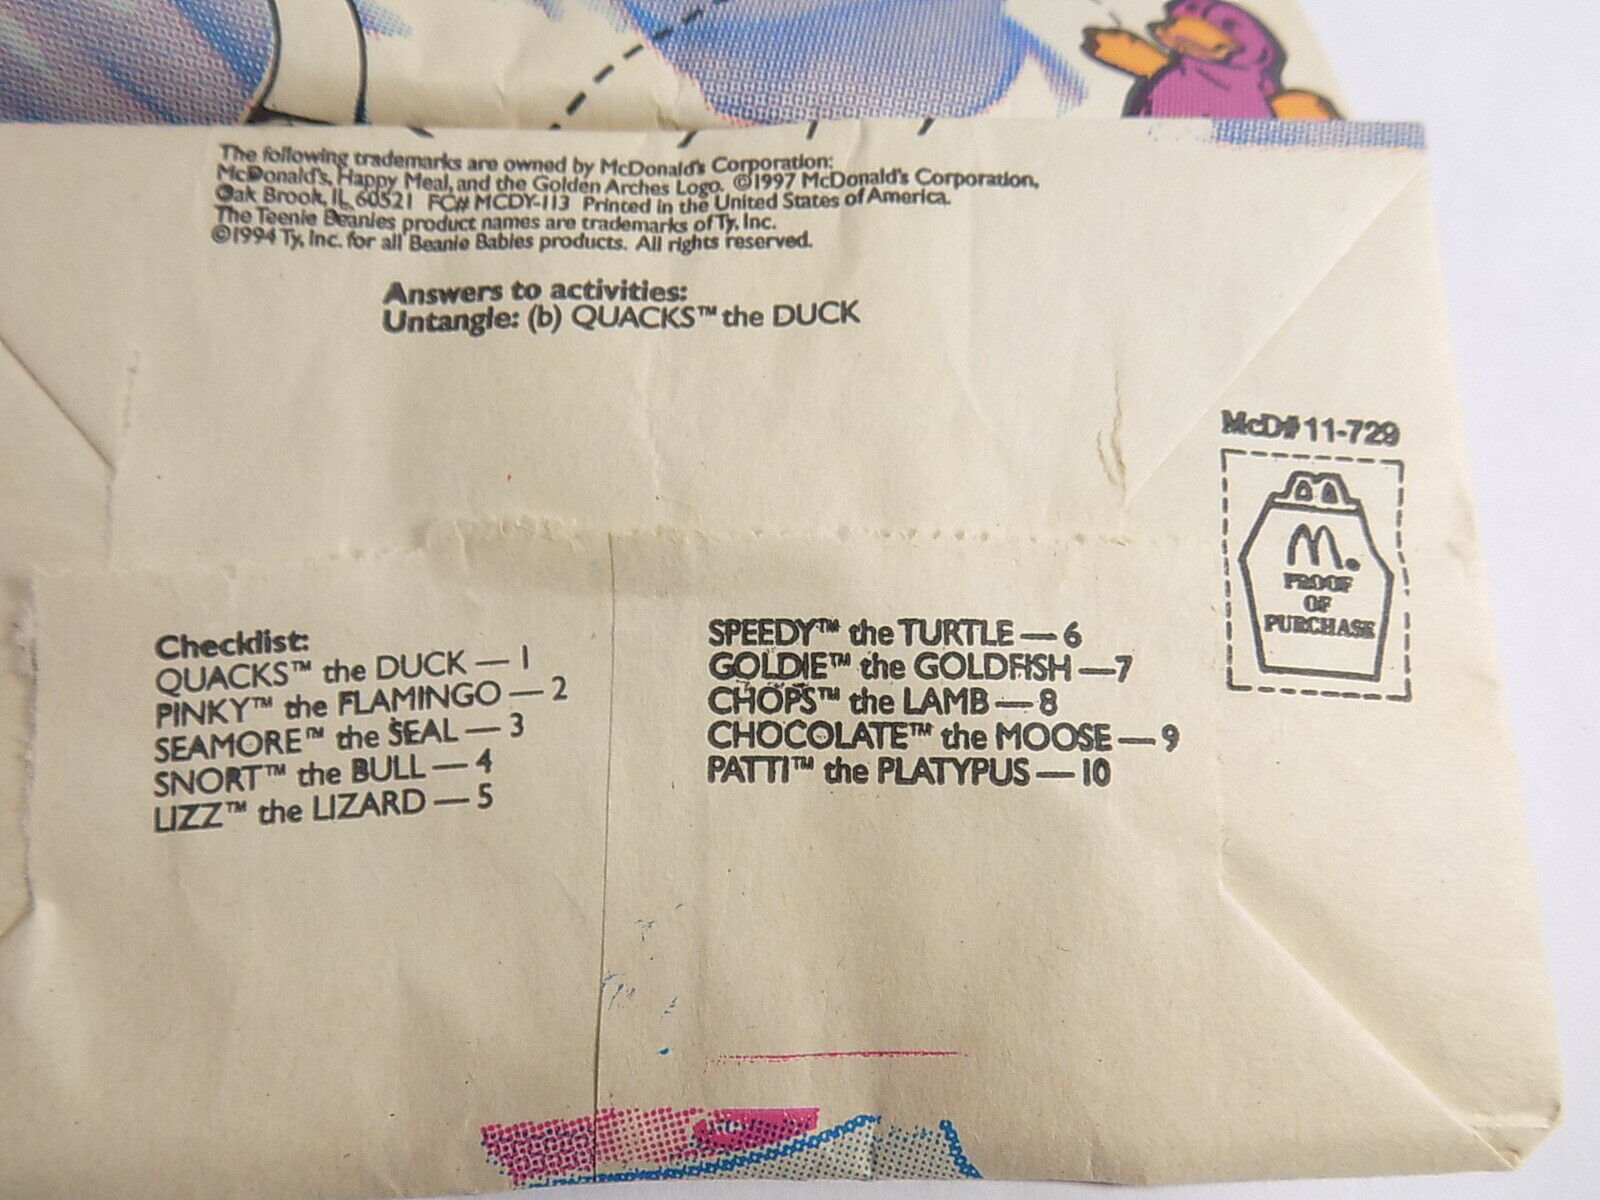 The following trademarks are owned by McDonald's Corporation:
McDonald's, Happy Meal, and the Golden Arches Logo. ©1997 McDonald's Corporation,
Oak Brook, IL 60521 FC# MCDY-113 Printed in the United States of America.
The Teenie Beanies product names are trademarks of Ty, Inc.
©1994 Ty, Inc. for all Beanie Babies products. All rights reserved.
Answers to activities:
Untangle: (b) QUACKS™ the DUCK
McD# 11-729
M.
PROOF
OF
PURCHASE
Checklist:
QUACKS™ the DUCK — 1
PINKY™ the FLAMINGO — 2
SEAMORE™ the SEAL — 3
SNORT™ the BULL — 4
LIZZ™ the LIZARD — 5
SPEEDY™ the TURTLE — 6
GOLDIE™ the GOLDFISH —7
CHOPS™ the LAMB — 8
CHOCOLATE™ the MOOSE — 9
PATTI™ the PLATYPUS — 10